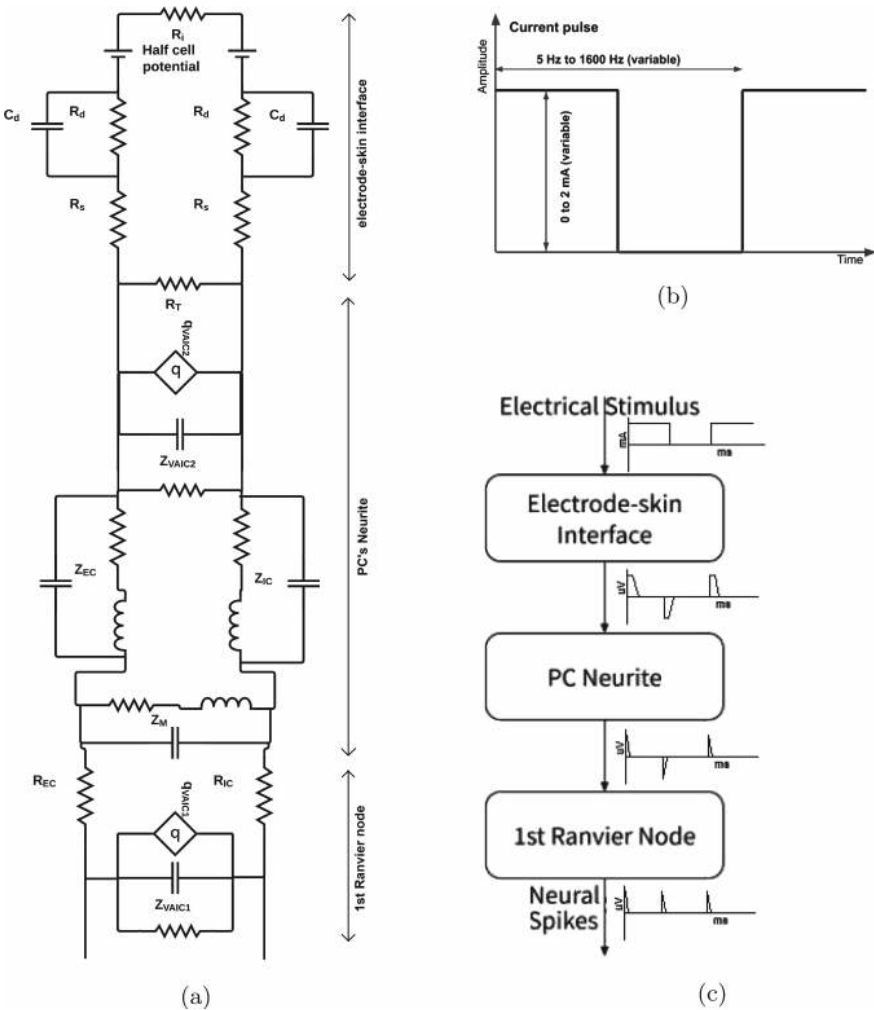 Ri
Half cell
potential
Cd
Rd
Rd
Cd
Rs
Rs
electrode-skin interface
RT
qVAIC2
q
ZVAIC2
ZEC
ZIC
PC's Neurite
ZM
REC
RIC
qVAIC1
q
ZVAIC1
1st Ranvier node
(a)
Current pulse
5 Hz to 1600 Hz (variable)
Amplitude
0 to 2 mA (variable)
Time
(b)
Electrical Stimulus
mA
ms
Electrode-skin
Interface
uV
ms
PC Neurite
uV
ms
1st Ranvier Node
Neural
Spikes
uV
ms
(c)